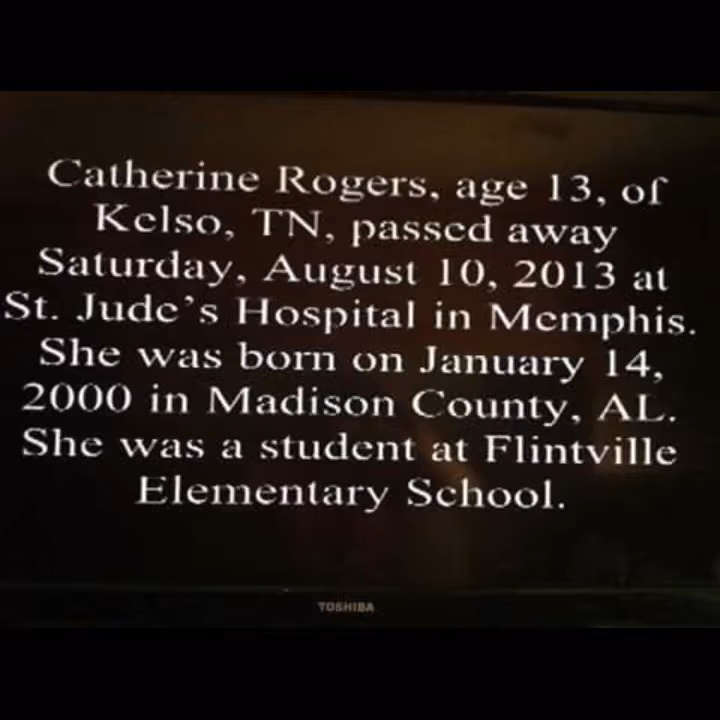 Catherine Rogers, age 13, of
Kelso, TN, passed away
Saturday, August 10, 2013 at
St. Jude's Hospital in Memphis.
She was born on January 14,
2000 in Madison County, AL.
She was a student at Flintville
Elementary School.
TOSHIBA